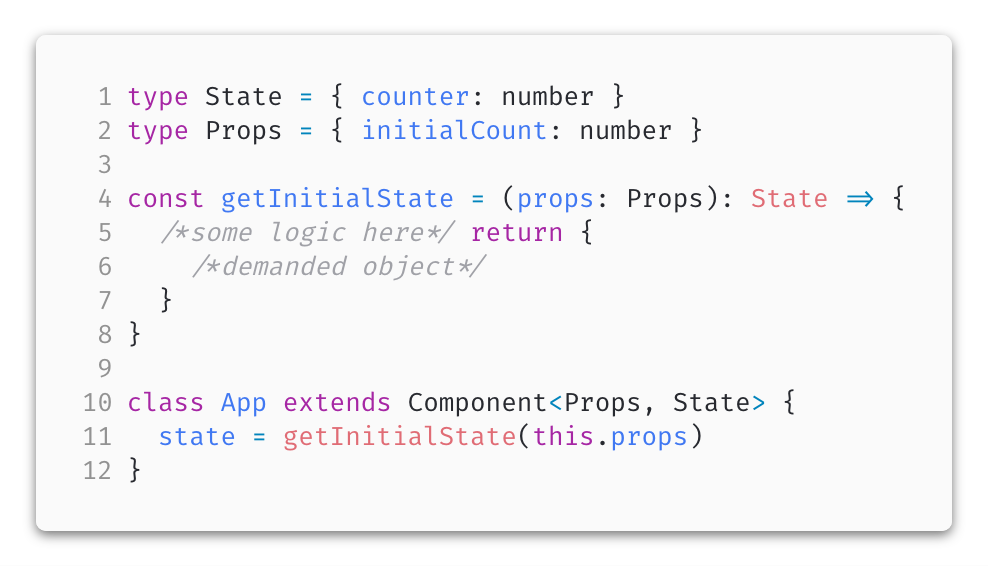 1 type State = { counter: number }
2 type Props = { initialCount: number }
3
4 const getInitialState = (props: Props): State => {
5   /*some logic here*/ return {
6     /*demanded object*/
7   }
8 }
9
10 class App extends Component<Props, State> {
11   state = getInitialState(this.props)
12 }